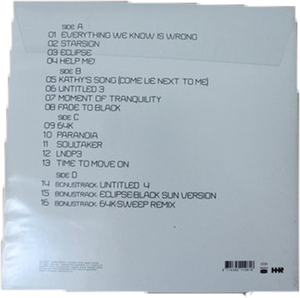 SIDE A
01 EVERYTHING WE KNOW IS WRONG
02 STARSIGN
03 ECLIPSE
04 HELP ME!
SIDE B
05 KATHY'S SONG (COME LIE NEXT TO ME)
06 UNTITLED 3
07 MOMENT OF TRANQUILITY
08 FADE TO BLACK
SIDE C
09 64K
10 PARANOIA
11 SOULTAKER
12 LNDP3
13 TIME TO MOVE ON
SIDE D
14 BONUSTRACK UNTITLED 4
15 BONUSTRACK ECLIPSE BLACK SUN VERSION
16 BONUSTRACK 64K SWEEP REMIX